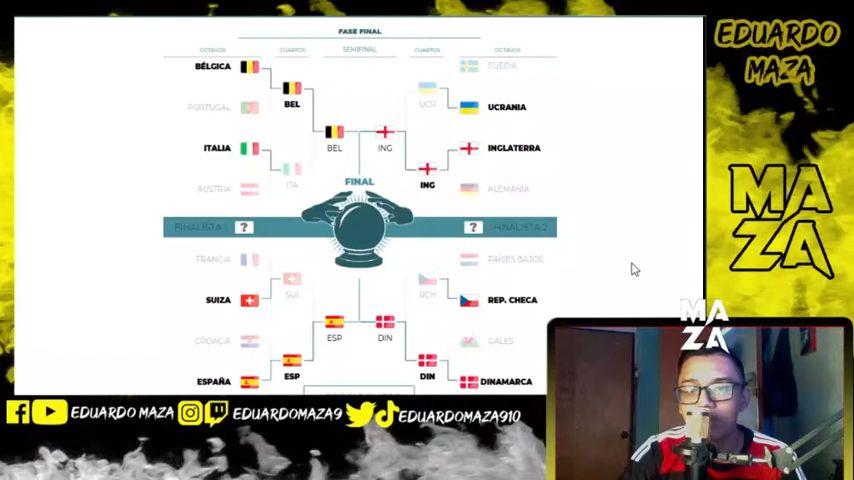 FASE FINAL
OCTAVOS CUARTOS SEMIFINAL CUARTOS OCTAVOS
BÉLGICA SUECIA
BEL UCR
PORTUGAL UCRANIA
BEL ING
ITALIA INGLATERRA
ITA FINAL ING
AUSTRIA ALEMANIA
FINALISTA 1 ? ? FINALISTA 2
FRANCIA PAÍSES BAJOS
SUI RCH
SUIZA REP. CHECA
ESP DIN
CROACIA GALES
ESP DIN
ESPAÑA DINAMARCA
EDUARDO
MAZA
MA
ZA
MA
ZA
EDUARDO MAZA EDUARDOMAZA9 EDUARDOMAZA910